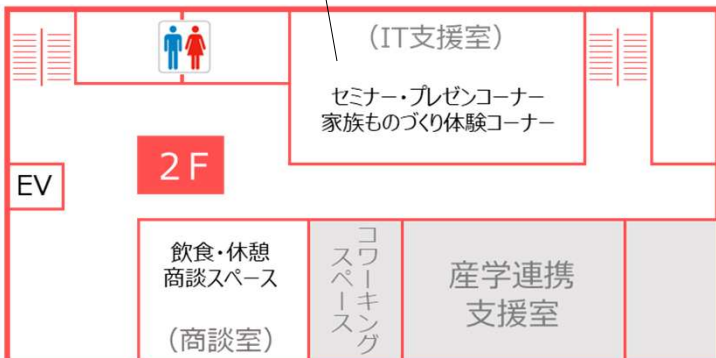 （IT支援室）
セミナー・プレゼンコーナー
家族ものづくり体験コーナー
2F
EV
飲食・休憩
商談スペース
（商談室）
コワーキング
スペース
産学連携
支援室